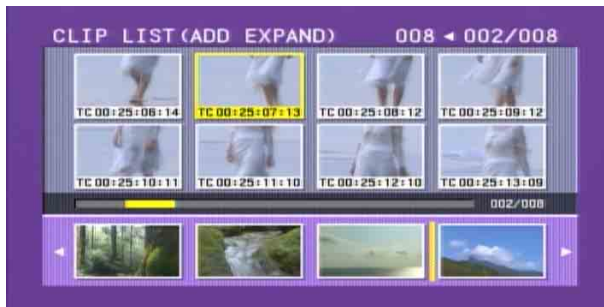 CLIP LIST(ADD EXPAND) 008 ◄ 002/008
TC 00:25:06:14 TC 00:25:07:13 TC 00:25:08:12 TC 00:25:09:12
TC 00:25:10:11 TC 00:25:11:10 TC 00:25:12:10 TC 00:25:13:09
002/008